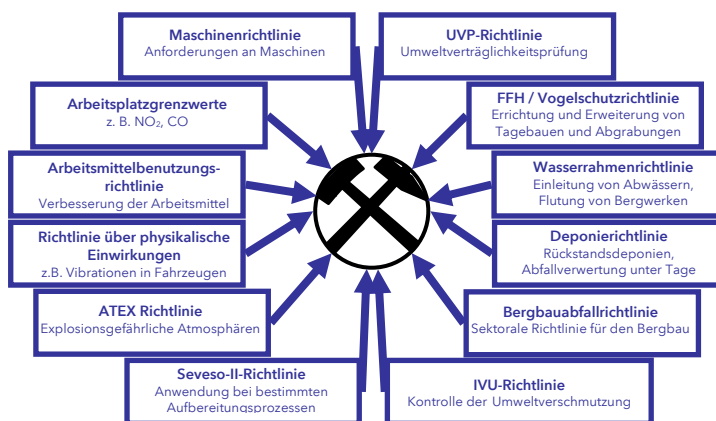 Maschinenrichtlinie
Anforderungen an Maschinen
UVP-Richtlinie
Umweltverträglichkeitsprüfung
Arbeitsplatzgrenzwerte
z. B. NO₂, CO
FFH / Vogelschutzrichtlinie
Errichtung und Erweiterung von
Tagebauen und Abgrabungen
Arbeitsmittelbenutzungs-
richtlinie
Verbesserung der Arbeitsmittel
Wasserrahmenrichtlinie
Einleitung von Abwässern,
Flutung von Bergwerken
Richtlinie über physikalische
Einwirkungen
z.B. Vibrationen in Fahrzeugen
Deponierichtlinie
Rückstandsdeponien,
Abfallverwertung unter Tage
ATEX Richtlinie
Explosionsgefährliche Atmosphären
Bergbauabfallrichtlinie
Sektorale Richtlinie für den Bergbau
Seveso-II-Richtlinie
Anwendung bei bestimmten
Aufbereitungsprozessen
IVU-Richtlinie
Kontrolle der Umweltverschmutzung